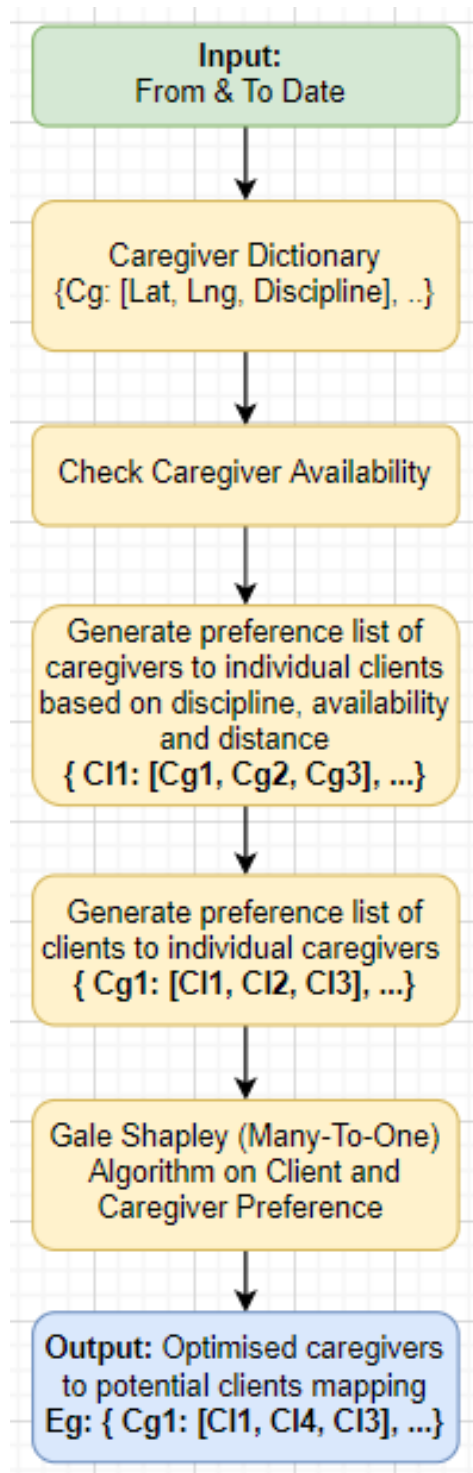 Input:
From & To Date
Caregiver Dictionary
{Cg: [Lat, Lng, Discipline], ..}
Check Caregiver Availability
Generate preference list of
caregivers to individual clients
based on discipline, availability
and distance
{ Cl1: [Cg1, Cg2, Cg3], ...}
Generate preference list of
clients to individual caregivers
{ Cg1: [Cl1, Cl2, Cl3], ...}
Gale Shapley (Many-To-One)
Algorithm on Client and
Caregiver Preference
Output: Optimised caregivers
to potential clients mapping
Eg: { Cg1: [Cl1, Cl4, Cl3], ...}